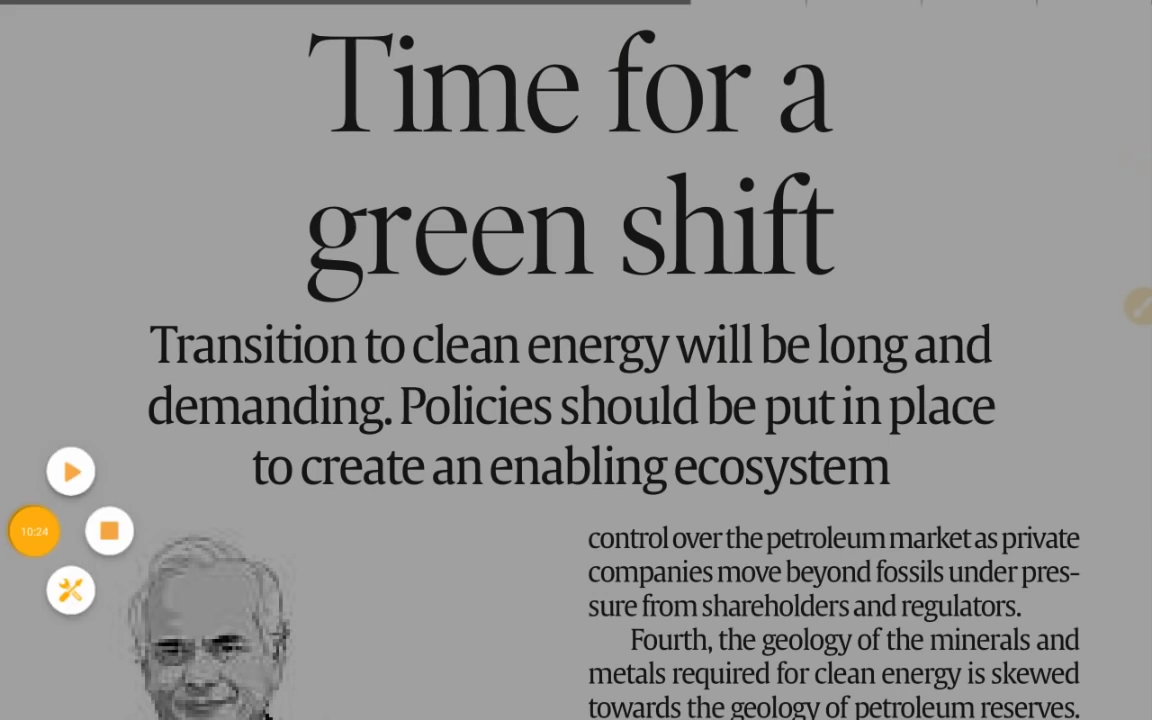 Time for a
green shift
Transition to clean energy will be long and
demanding. Policies should be put in place
to create an enabling ecosystem
10:24
control over the petroleum market as private
companies move beyond fossils under pres-
sure from shareholders and regulators.
Fourth, the geology of the minerals and
metals required for clean energy is skewed
towards the geology of petroleum reserves.